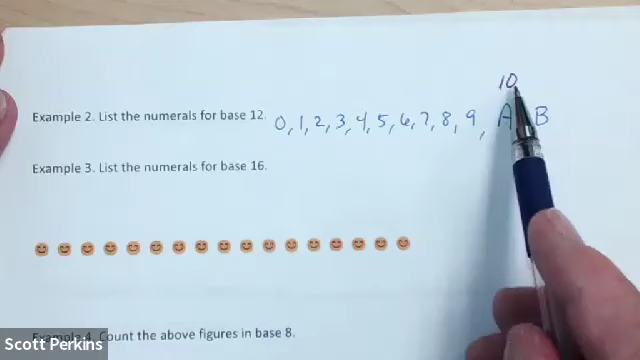 10
Example 2. List the numerals for base 12. 0, 1, 2, 3, 4, 5, 6, 7, 8, 9, A B
Example 3. List the numerals for base 16.
Example 4. Count the above figures in base 8.
Scott Perkins